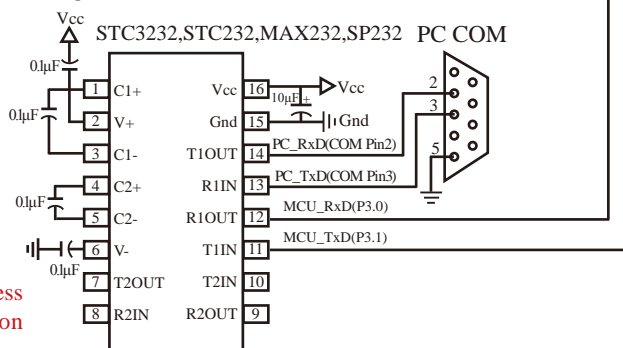 Vcc
STC3232,STC232,MAX232,SP232 PC COM
0.1μF
0.1μF
1 C1+ Vcc 16 Vcc
10μF +
2 V+ Gnd 15 Gnd
3 C1- T1OUT 14 PC_RxD(COM Pin2)
4 C2+ R1IN 13 PC_TxD(COM Pin3)
0.1μF
5 C2- R1OUT 12 MCU_RxD(P3.0)
6 V- T1IN 11 MCU_TxD(P3.1)
0.1μF
7 T2OUT T2IN 10
8 R2IN R2OUT 9
2
3
5
ess
on